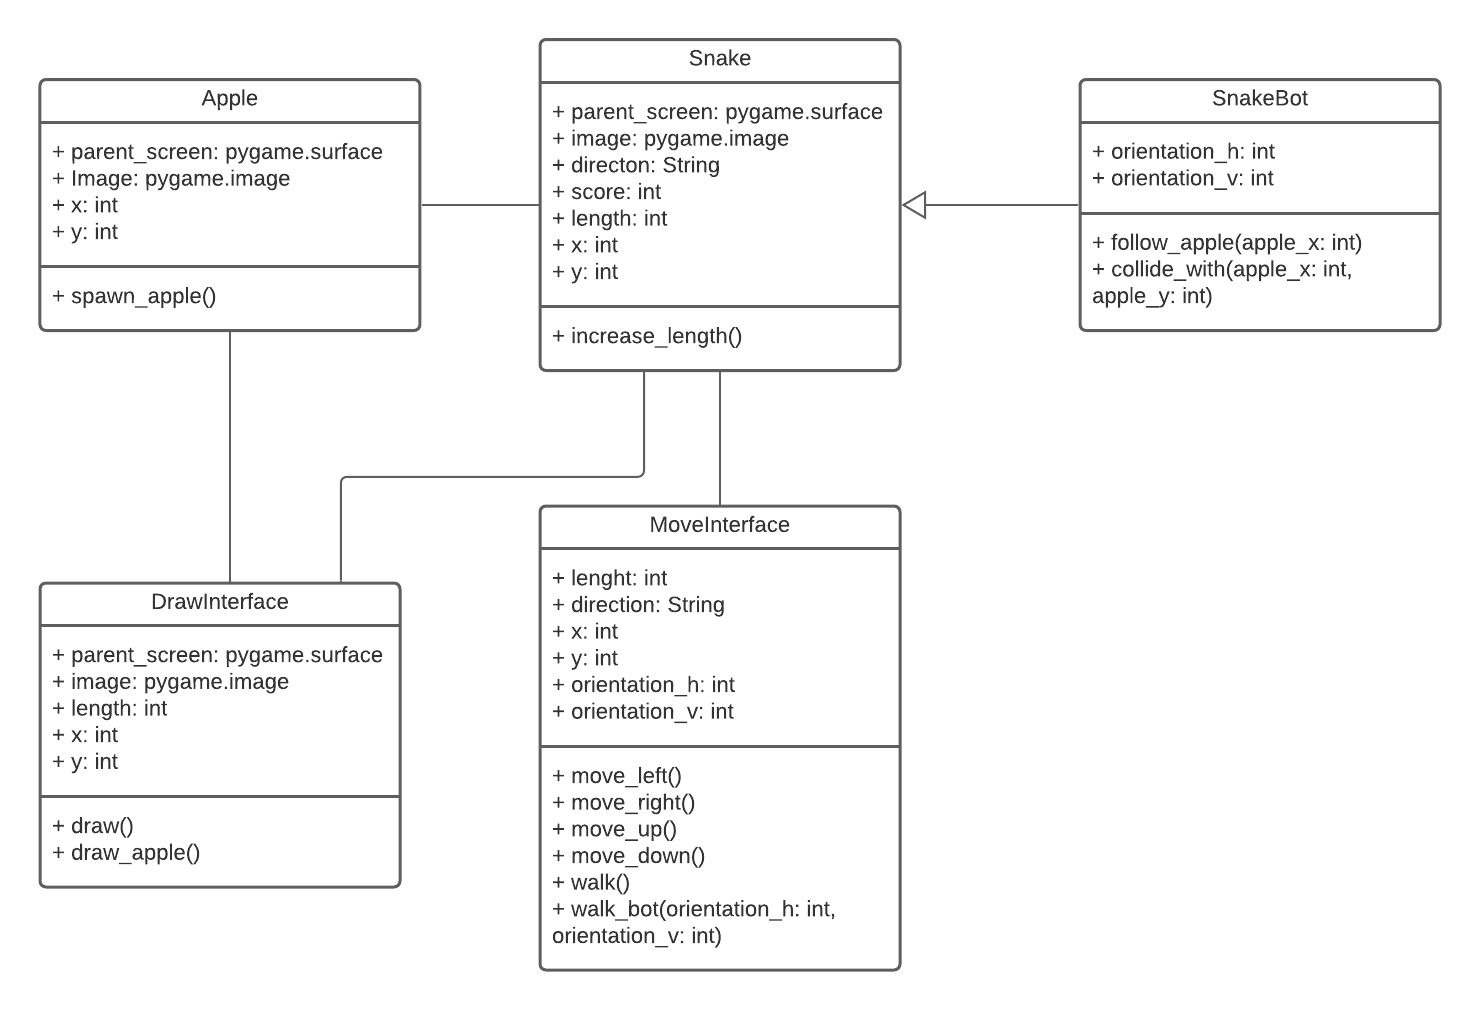 Apple
+ parent_screen: pygame.surface
+ Image: pygame.image
+ x: int
+ y: int
+ spawn_apple()
Snake
+ parent_screen: pygame.surface
+ image: pygame.image
+ directon: String
+ score: int
+ length: int
+ x: int
+ y: int
+ increase_length()
SnakeBot
+ orientation_h: int
+ orientation_v: int
+ follow_apple(apple_x: int)
+ collide_with(apple_x: int,
apple_y: int)
DrawInterface
+ parent_screen: pygame.surface
+ image: pygame.image
+ length: int
+ x: int
+ y: int
+ draw()
+ draw_apple()
MoveInterface
+ lenght: int
+ direction: String
+ x: int
+ y: int
+ orientation_h: int
+ orientation_v: int
+ move_left()
+ move_right()
+ move_up()
+ move_down()
+ walk()
+ walk_bot(orientation_h: int,
orientation_v: int)